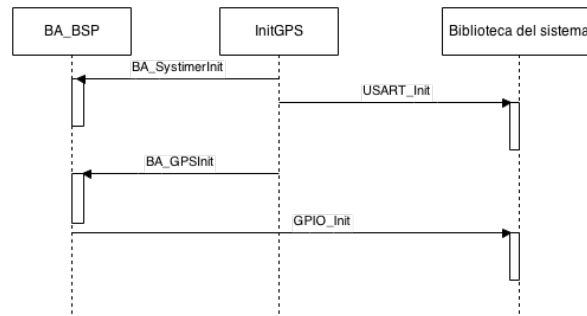 BA_BSP
InitGPS
Biblioteca del sistema
BA_SystimerInit
USART_Init
BA_GPSInit
GPIO_Init